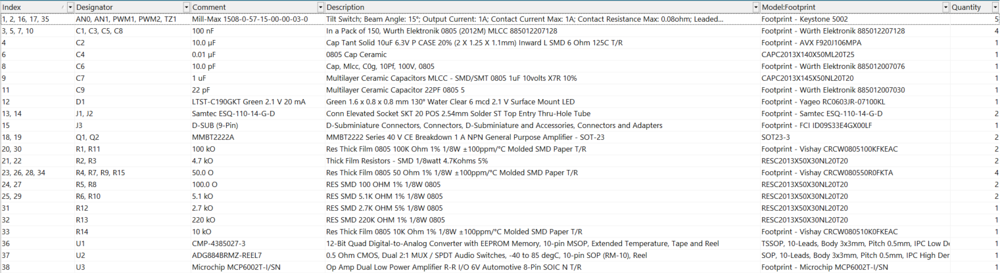 Index Designator Comment Description Model:Footprint Quantity
1, 2, 16, 17, 35 AN0, AN1, PWM1, PWM2, TZ1 Mill-Max 1508-0-57-15-00-00-03-0 Tilt Switch; Beam Angle: 15°; Output Current: 1A; Contact Current Max: 1A; Contact Resistance Max: 0.08ohm; Leaded... Footprint - Keystone 5002 5
3, 5, 7, 10 C1, C3, C5, C8 100 nF In a Pack of 150, Wurth Elektronik 0805 (2012M) MLCC 885012207128 Footprint - Würth Elektronik 885012207128 4
4 C2 10.0 µF Cap Tant Solid 10uF 6.3V P CASE 20% (2 X 1.25 X 1.1mm) Inward L SMD 6 Ohm 125C T/R Footprint - AVX F920J106MPA 1
6 C4 0.01 µF 0805 Cap Ceramic CAPC2013X140X50ML20T25 1
8 C6 10.0 pF Cap, Mlcc, C0g, 10Pf, 100V, 0805 Footprint - Würth Elektronik 885012007076 1
9 C7 1 uF Multilayer Ceramic Capacitors MLCC - SMD/SMT 0805 1uF 10volts X7R 10% CAPC2013X145X50NL20T20 1
11 C9 22 pF Multilayer Ceramic Capacitor 22PF 0805 5 Footprint - Würth Elektronik 885012007030 1
12 D1 LTST-C190GKT Green 2.1 V 20 mA Green 1.6 x 0.8 x 0.8 mm 130° Water Clear 6 mcd 2.1 V Surface Mount LED Footprint - Yageo RC0603JR-07100KL 1
13, 14 J1, J2 Samtec ESQ-110-14-G-D Conn Elevated Socket SKT 20 POS 2.54mm Solder ST Top Entry Thru-Hole Tube Footprint - Samtec ESQ-110-14-G-D 2
15 J3 D-SUB (9-Pin) D-Subminiature Connectors, Connectors, D-Subminiature and Accessories, Connectors and Adapters Footprint - FCI ID09S33E4GX00LF 1
18, 19 Q1, Q2 MMBT2222A MMBT2222 Series 40 V CE Breakdown 1 A NPN General Purpose Amplifier - SOT-23 SOT23-3 2
20, 30 R1, R11 100 kO Res Thick Film 0805 100K Ohm 1% 1/8W ±100ppm/°C Molded SMD Paper T/R Footprint - Vishay CRCW0805100KFKEAC 2
21, 22 R2, R3 4.7 kO Thick Film Resistors - SMD 1/8watt 4.7Kohms 5% RESC2013X50X30NL20T20 2
23, 26, 28, 34 R4, R7, R9, R15 50.0 O Res Thick Film 0805 50 Ohm 1% 1/8W ±100ppm/°C Molded SMD Paper T/R Footprint - Vishay CRCW080550R0FKTA 4
24, 27 R5, R8 100.0 O RES SMD 100 OHM 1% 1/8W 0805 RESC2013X50X30NL20T20 2
25, 29 R6, R10 5.1 kO RES SMD 5.1K OHM 1% 1/8W 0805 RESC2013X50X30NL20T20 2
31 R12 2.7 kO RES SMD 2.7K OHM 5% 1/8W 0805 RESC2013X50X30NL20T20 1
32 R13 220 kO RES SMD 220K OHM 1% 1/8W 0805 RESC2013X50X30NL20T20 1
33 R14 10 kO Res Thick Film 0805 10K Ohm 1% 1/8W ±100ppm/°C Molded SMD Paper T/R Footprint - Vishay CRCW080510K0FKEAC 1
36 U1 CMP-4385027-3 12-Bit Quad Digital-to-Analog Converter with EEPROM Memory, 10-pin MSOP, Extended Temperature, Tape and Reel TSSOP, 10-Leads, Body 3x3mm, Pitch 0.5mm, IPC Low De 1
37 U2 ADG884BRMZ-REEL7 0.5 Ohm CMOS, Dual 2:1 MUX / SPDT Audio Switches, -40 to 85 degC, 10-pin SOP (RM-10), Reel SOP, 10-Leads, Body 3x3mm, Pitch 0.5mm, IPC High Der 1
38 U3 Microchip MCP6002T-I/SN Op Amp Dual Low Power Amplifier R-R I/O 6V Automotive 8-Pin SOIC N T/R Footprint - Microchip MCP6002T-I/SN 1